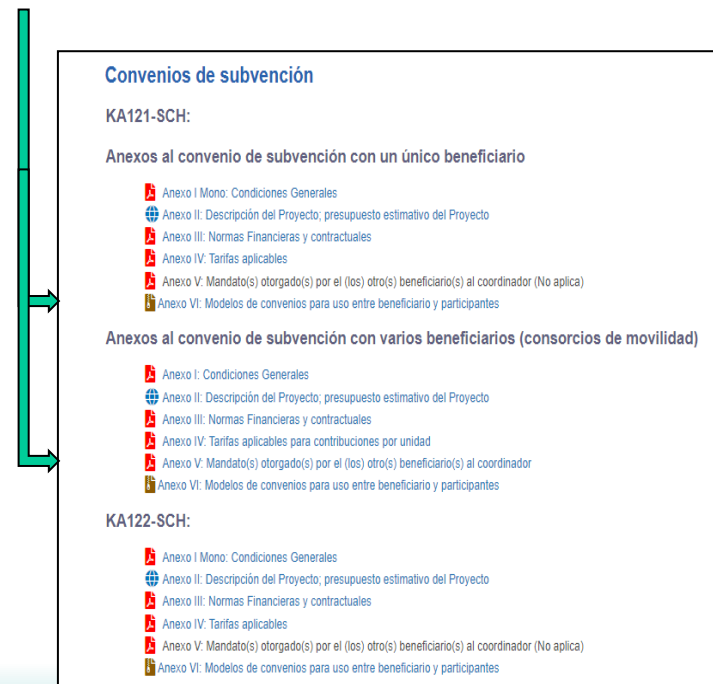 Convenios de subvención
KA121-SCH:
Anexos al convenio de subvención con un único beneficiario
Anexo I Mono: Condiciones Generales
Anexo II: Descripción del Proyecto; presupuesto estimativo del Proyecto
Anexo III: Normas Financieras y contractuales
Anexo IV: Tarifas aplicables
Anexo V: Mandato(s) otorgado(s) por el (los) otro(s) beneficiario(s) al coordinador (No aplica)
Anexo VI: Modelos de convenios para uso entre beneficiario y participantes
Anexos al convenio de subvención con varios beneficiarios (consorcios de movilidad)
Anexo I: Condiciones Generales
Anexo II: Descripción del Proyecto; presupuesto estimativo del Proyecto
Anexo III: Normas Financieras y contractuales
Anexo IV: Tarifas aplicables para contribuciones por unidad
Anexo V: Mandato(s) otorgado(s) por el (los) otro(s) beneficiario(s) al coordinador
Anexo VI: Modelos de convenios para uso entre beneficiario y participantes
KA122-SCH:
Anexo I Mono: Condiciones Generales
Anexo II: Descripción del Proyecto; presupuesto estimativo del Proyecto
Anexo III: Normas Financieras y contractuales
Anexo IV: Tarifas aplicables
Anexo V: Mandato(s) otorgado(s) por el (los) otro(s) beneficiario(s) al coordinador (No aplica)
Anexo VI: Modelos de convenios para uso entre beneficiario y participantes